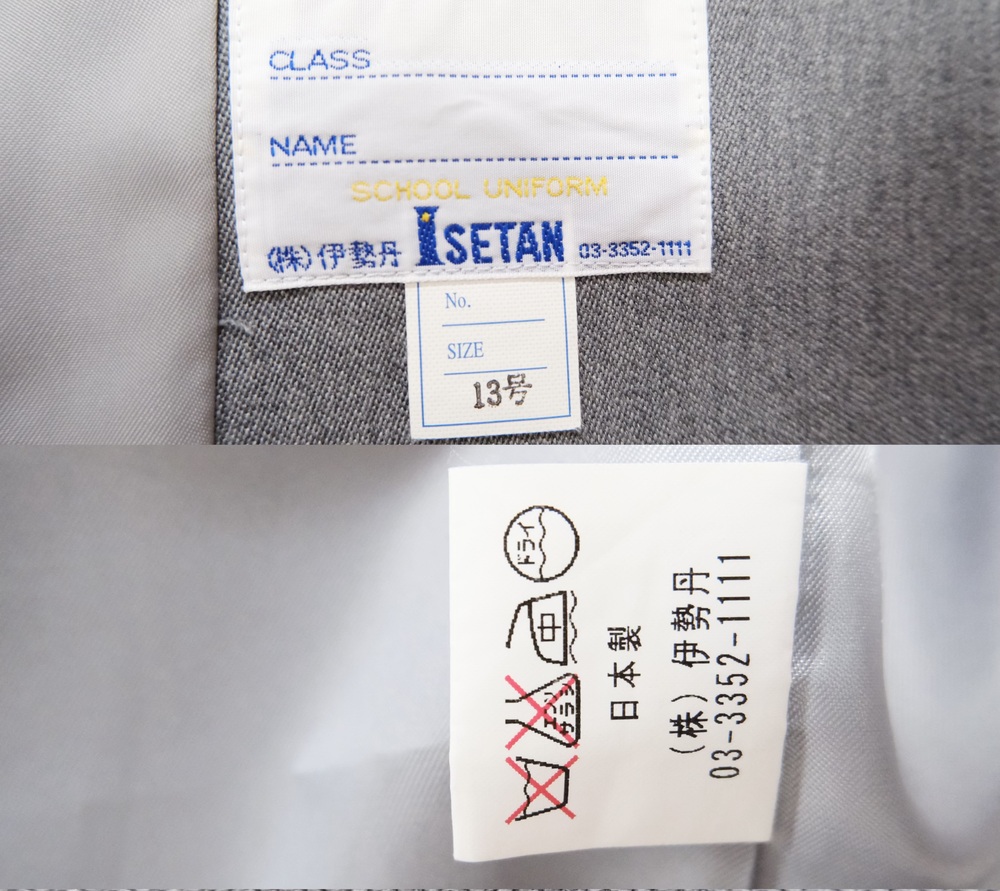 CLASS
NAME
SCHOOL UNIFORM
(株)伊勢丹 ISETAN 03-3352-1111
No.
SIZE
13号
ドライ
中
エンソ
サラシ
日本製
(株)伊勢丹
03-3352-1111